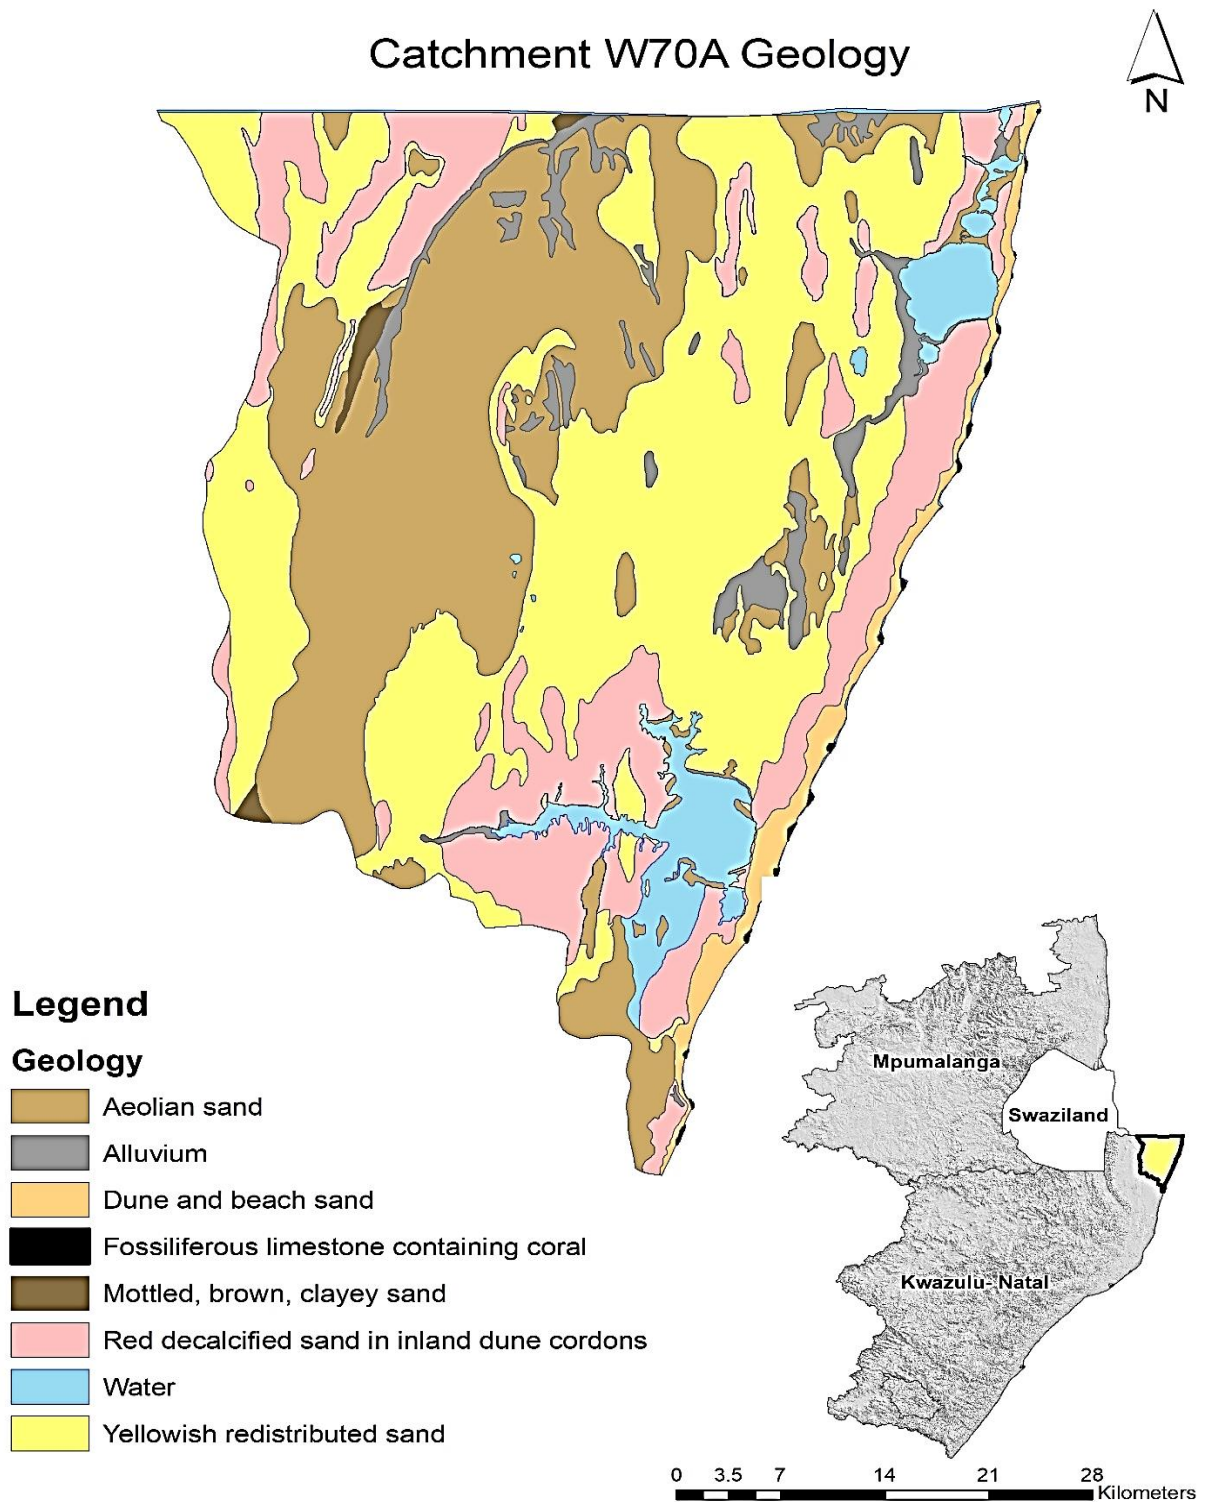 Catchment W70A Geology
N
Legend
Geology
Aeolian sand
Alluvium
Dune and beach sand
Fossiliferous limestone containing coral
Mottled, brown, clayey sand
Red decalcified sand in inland dune cordons
Water
Yellowish redistributed sand
Mpumalanga
Swaziland
Kwazulu- Natal
0 3.5 7 14 21 28
Kilometers